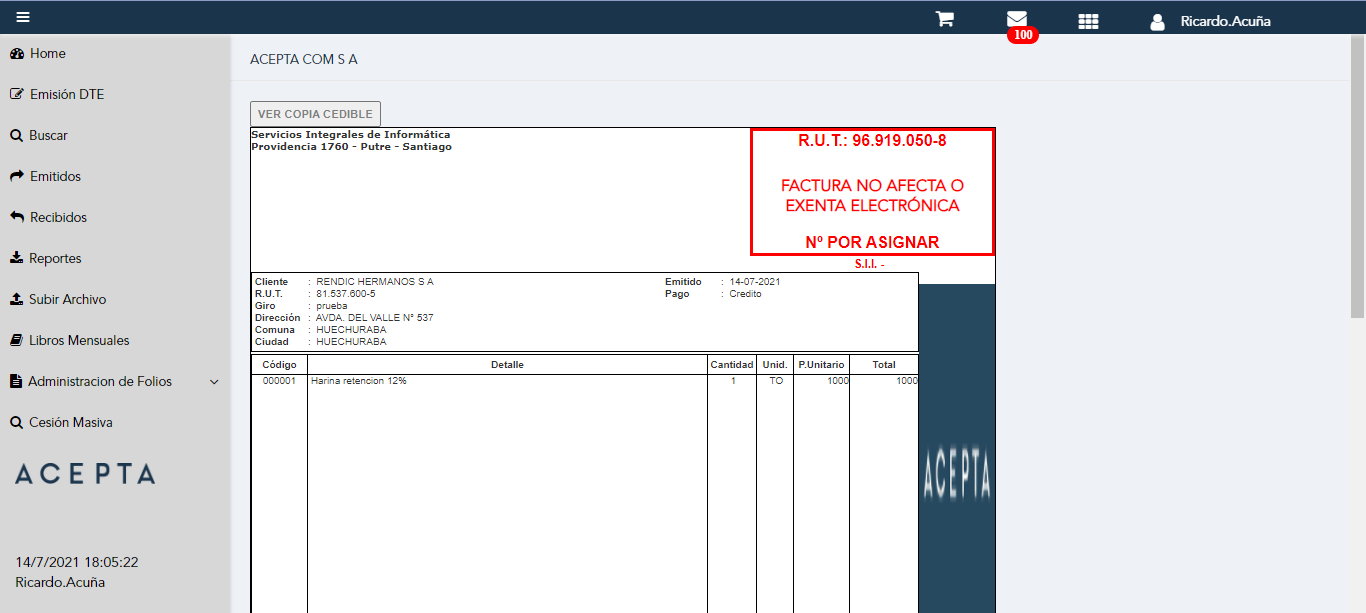 Ricardo.Acuña
100
Home
Emisión DTE
Buscar
Emitidos
Recibidos
Reportes
Subir Archivo
Libros Mensuales
Administracion de Folios
Cesión Masiva
ACEPTA
14/7/2021 18:05:22
Ricardo.Acuña
ACEPTA COM S A
VER COPIA CEDIBLE
Servicios Integrales de Informática
Providencia 1760 - Putre - Santiago
R.U.T.: 96.919.050-8
FACTURA NO AFECTA O
EXENTA ELECTRÓNICA
Nº POR ASIGNAR
S.I.I. -
Cliente : RENDIC HERMANOS S A Emitido : 14-07-2021
R.U.T. : 81.537.600-5 Pago : Credito
Giro : prueba
Dirección : AVDA. DEL VALLE N° 537
Comuna : HUECHURABA
Ciudad : HUECHURABA
Código Detalle Cantidad Unid. P.Unitario Total
000001 Harina retencion 12% 1 TO 1000 1000
ACEPTA